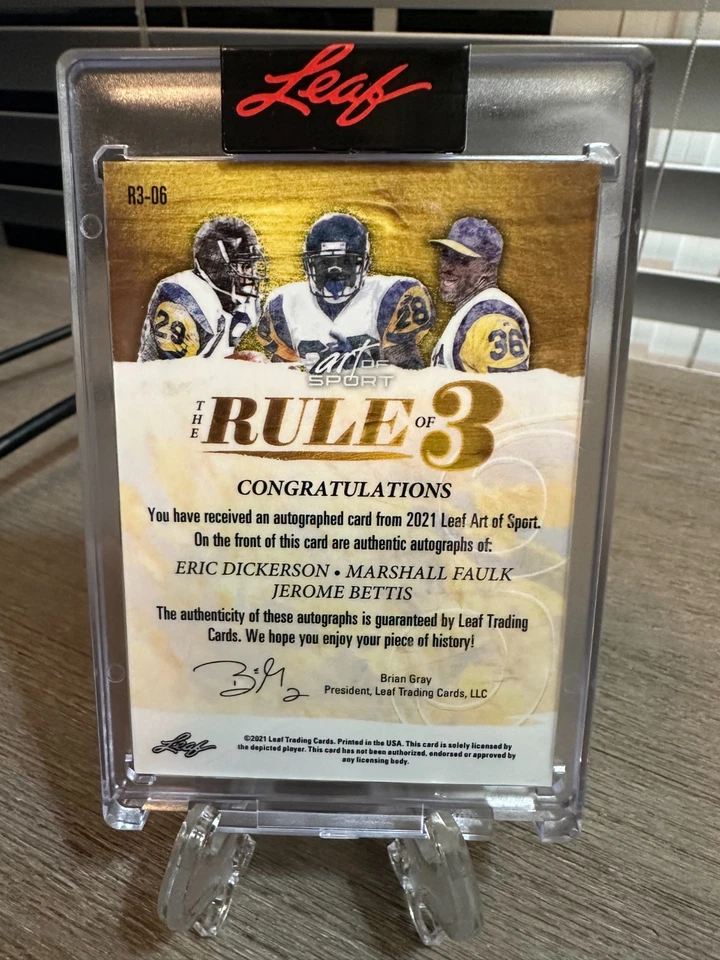 Leaf
R3-06
29
28
36
art OF
SPORT
THE RULE OF 3
CONGRATULATIONS
You have received an autographed card from 2021 Leaf Art of Sport.
On the front of this card are authentic autographs of:
ERIC DICKERSON • MARSHALL FAULK
JEROME BETTIS
The authenticity of these autographs is guaranteed by Leaf Trading
Cards. We hope you enjoy your piece of history!
Brian Gray
President, Leaf Trading Cards, LLC
Leaf
©2021 Leaf Trading Cards. Printed in the USA. This card is solely licensed by
the depicted player. This card has not been authorized, endorsed or approved by
any licensing body.